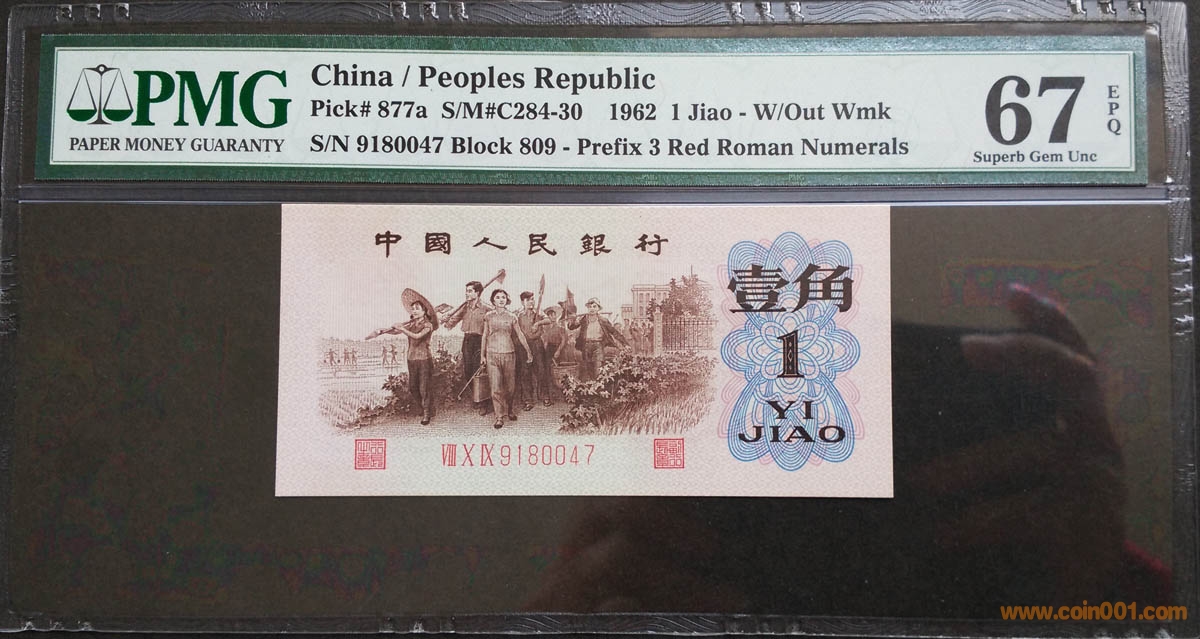 PMG
PAPER MONEY GUARANTY
China / Peoples Republic
Pick# 877a S/M#C284-30 1962 1 Jiao - W/Out Wmk
S/N 9180047 Block 809 - Prefix 3 Red Roman Numerals
67
EPQ
Superb Gem Unc
中國人民銀行
壹角
1
YI
JIAO
VIII X IX 9180047
www.coin001.com